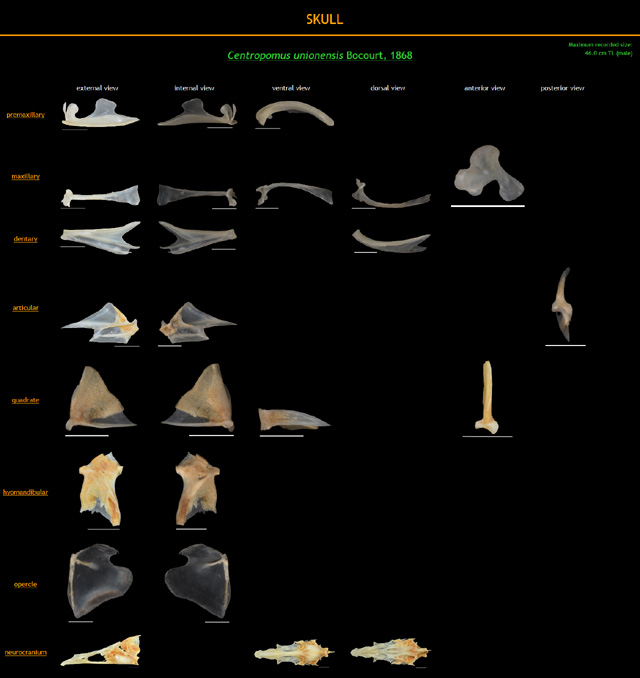 SKULL
Centropomus unionensis Bocourt, 1868
Maximum recorded size:
46.0 cm TL (male)
external view internal view ventral view dorsal view anterior view posterior view
premaxillary
maxillary
dentary
articular
quadrate
hyomandibular
opercle
neurocranium